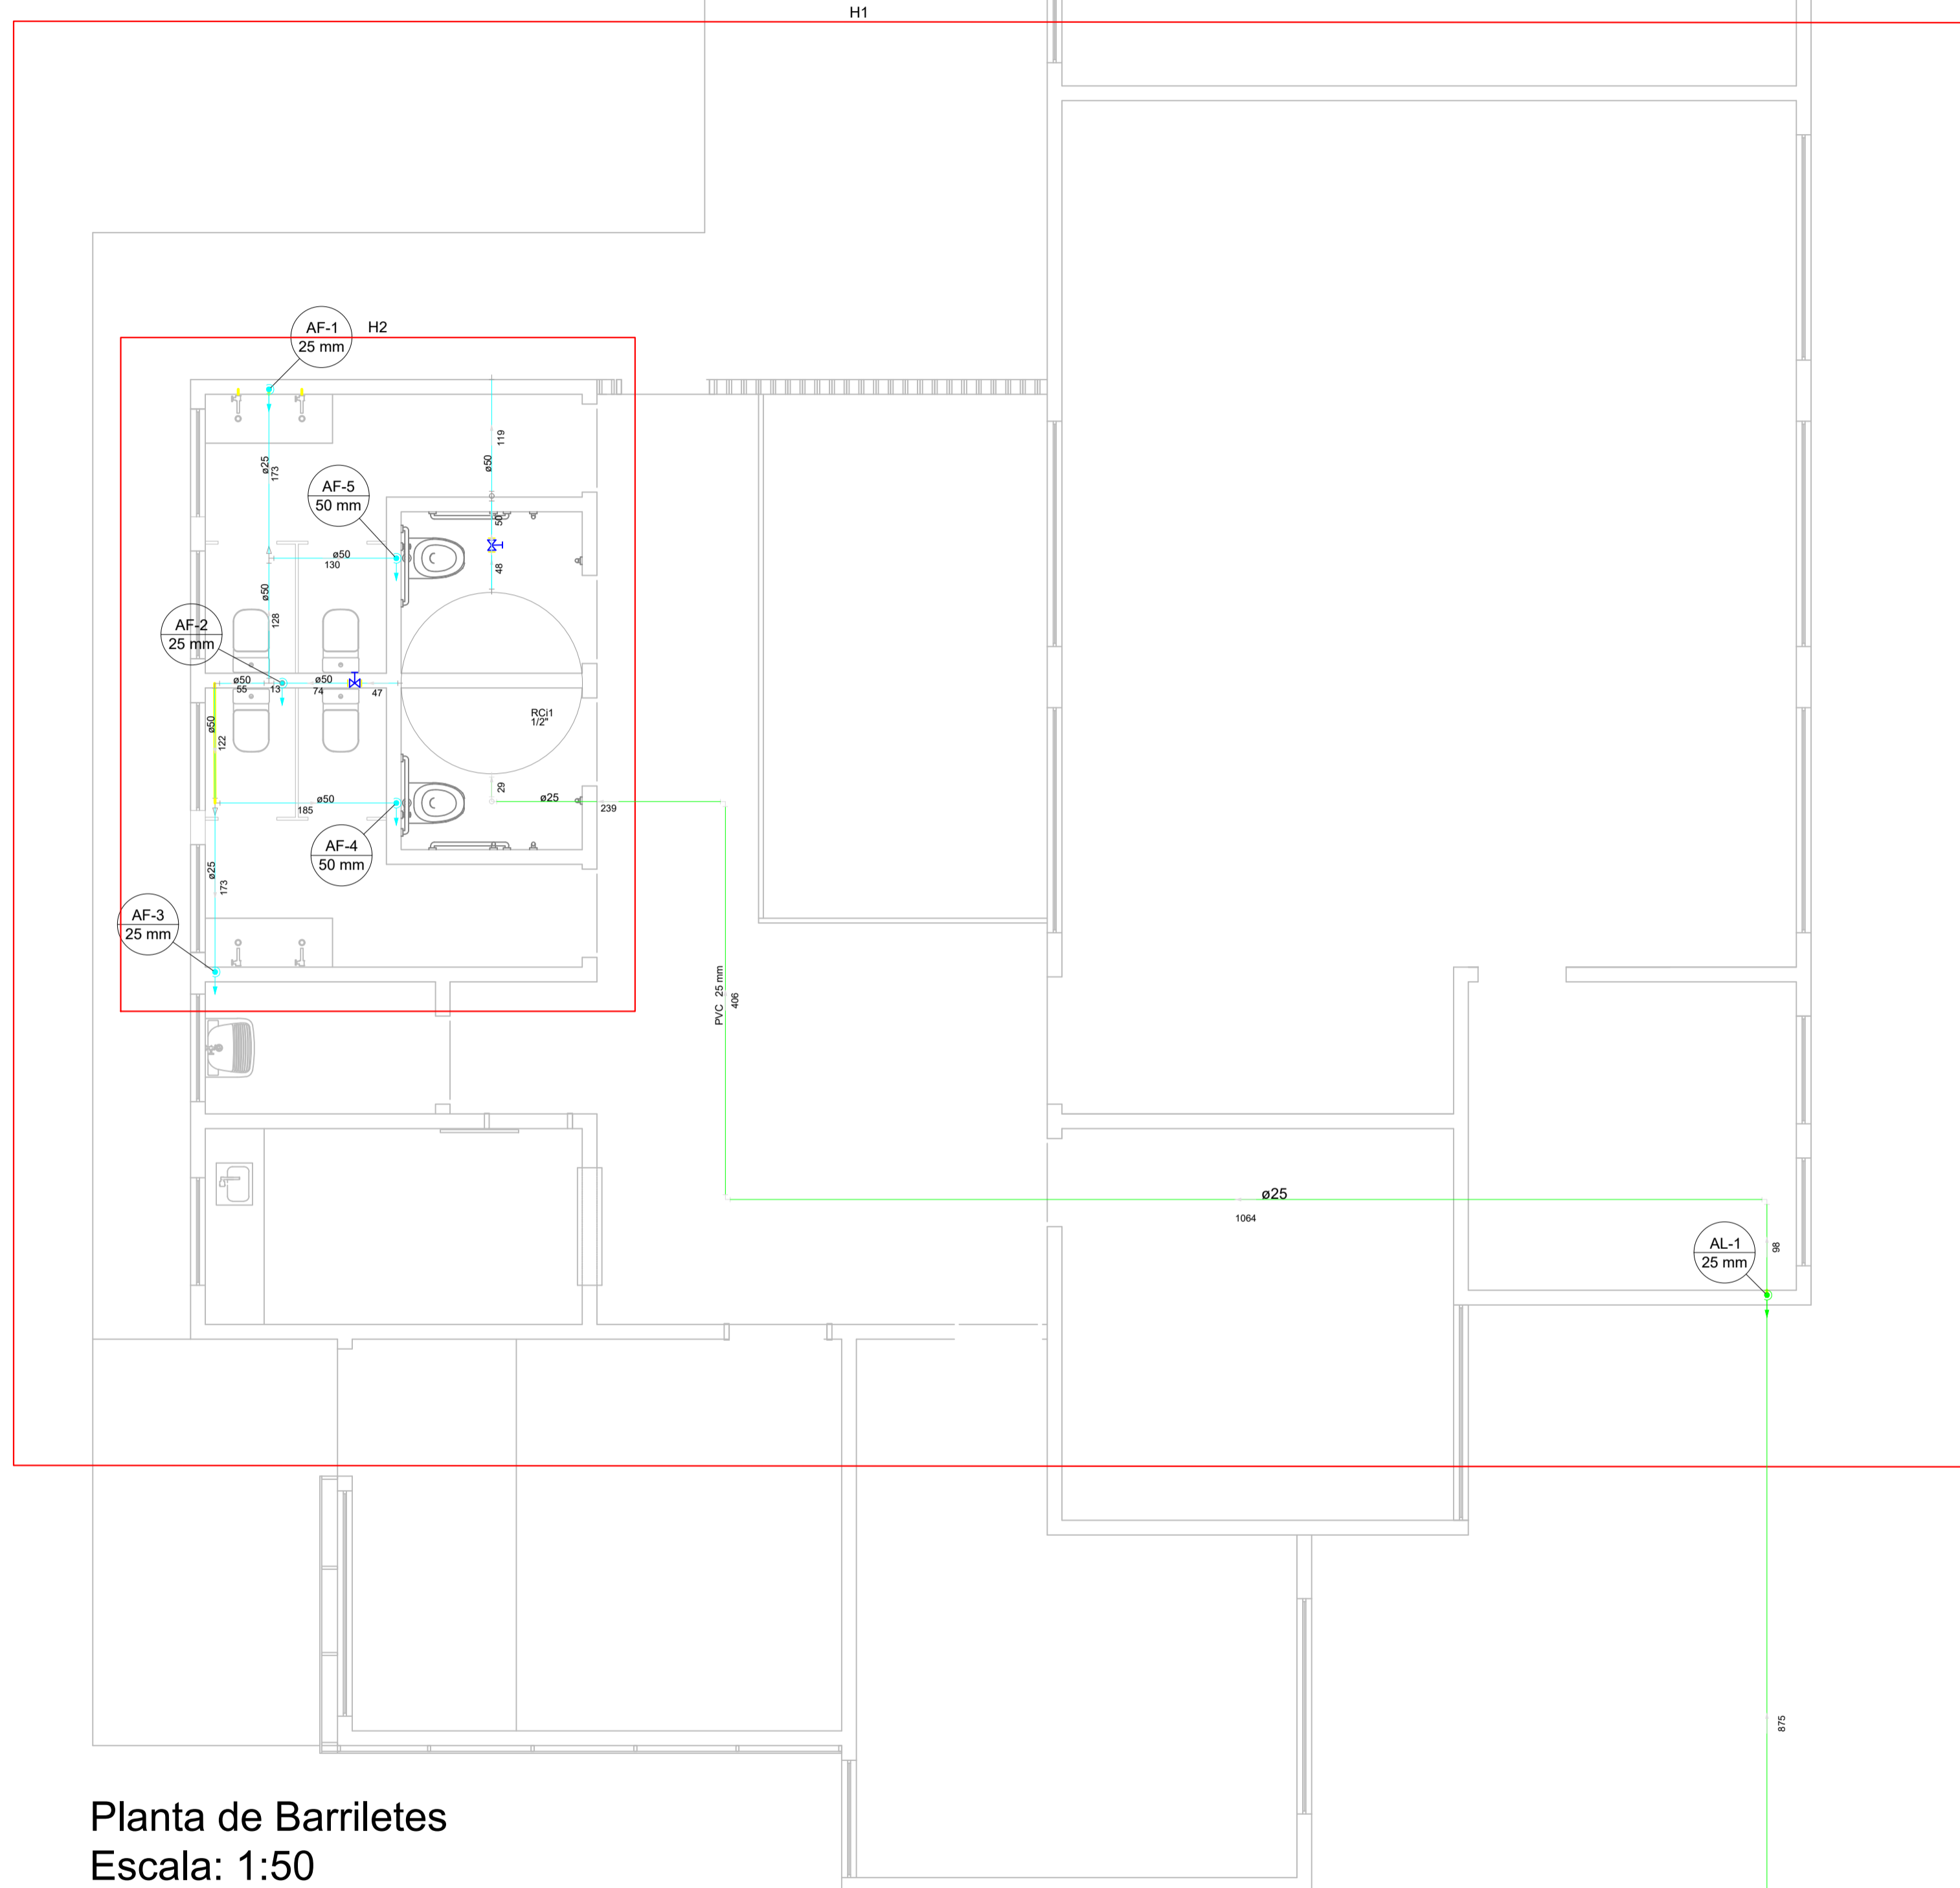 H1
AF-1
25 mm
H2
119
ø50
ø25
173
AF-5
50 mm
50
ø50
130
48
ø50
128
AF-2
25 mm
ø50
55
13
ø50
74
47
RCi1
1/2"
ø50
122
29
ø25
239
ø50
185
AF-4
50 mm
ø25
173
AF-3
25 mm
PVC 25 mm
406
ø25
1064
AL-1
25 mm
98
875
Planta de Barriletes
Escala: 1:50